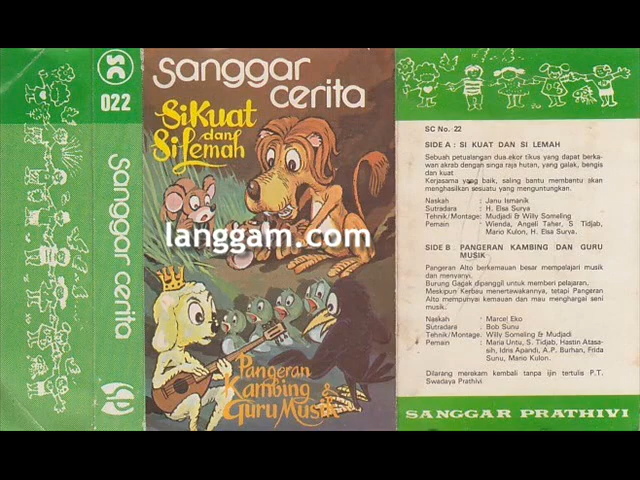 SC
022
Sanggar cerita
sanggar
cerita
Si Kuat
dan
Si Lemah
langgam.com
Pangeran
Kambing &
Guru Musik
SC No. 22
SIDE A : SI KUAT DAN SI LEMAH
Sebuah petualangan dua ekor tikus yang dapat berka-
wan akrab dengan singa raja hutan, yang galak, bengis
dan kuat
Kerjasama yang baik, saling bantu membantu akan
menghasilkan sesuatu yang menguntungkan.
Naskah : Janu Ismanik
Sutradara : H. Elsa Surya
Tehnik/Montage: Mudjadi & Willy Someling
Pemain : Wienda, Angeli Taher, S Tidjab,
Mario Kulon, H. Elsa Surya.
SIDE B PANGERAN KAMBING DAN GURU
MUSIK
Pangeran Alto berkemauan besar mempelajari musik
dan menyanyi.
Burung Gagak dipanggil untuk memberi pelajaran.
Meskipun Kerbau menertawakannya, tetapi Pangeran
Alto mempunyai kemauan dan mau menghargai seni
musik.
Naskah : Marcel Eko
Sutradara : Bob Sunu
Tehnik/Montage: Willy Someling & Mudjadi
Pemain : Maria Untu, S. Tidjab, Hastin Atasa-
sih, Idris Apandi, A.P. Burhan, Frida
Sunu, Mario Kulon.
Dilarang merekam kembali tanpa ijin tertulis P.T.
Swadaya Prathivi
SANGGAR PRATHIVI